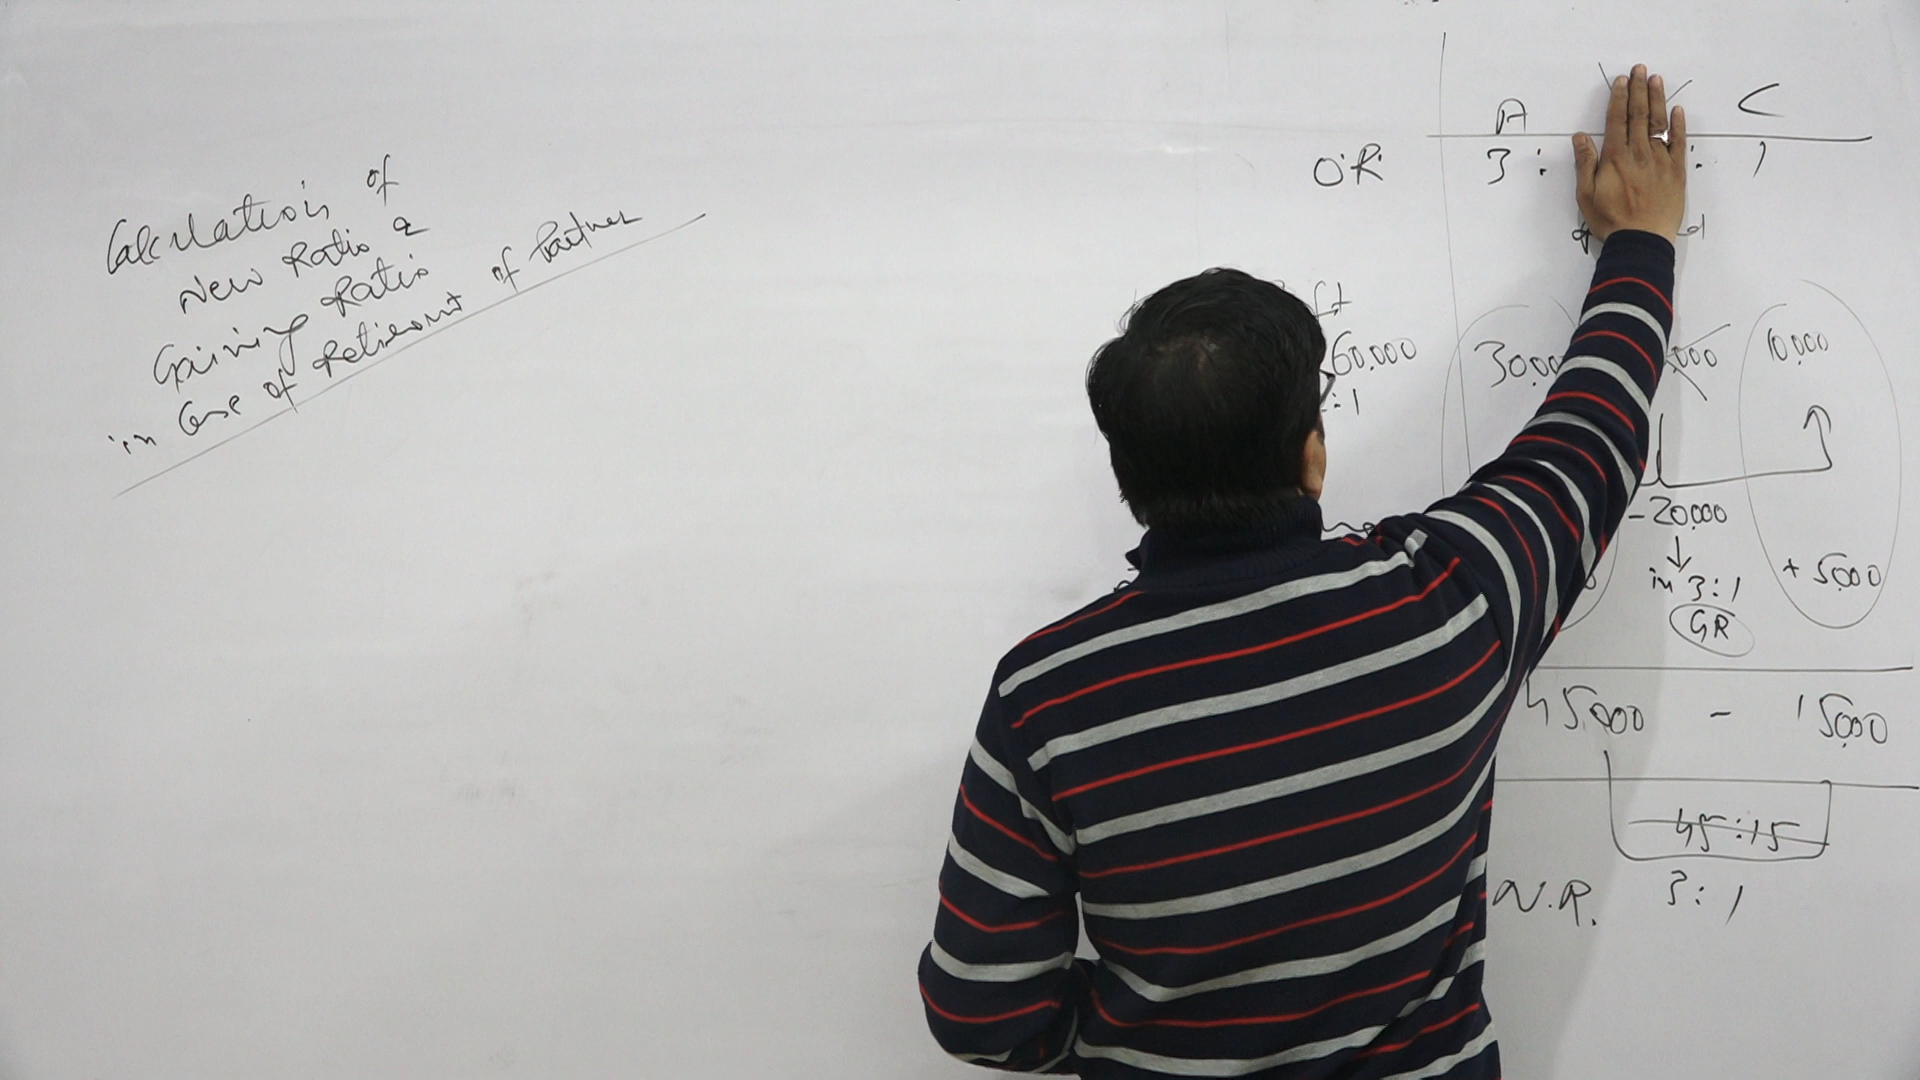 Calculation of
New Ratio &
Gaining Ratio
in Case of Retirement of Partner
A C
O.R. 3 : : 1
60,000 30,00 ,000 10,000
: 1
- 20,000
in 3:1 + 5,000
GR
45,000 - 15,000
45:15
N.R. 3:1